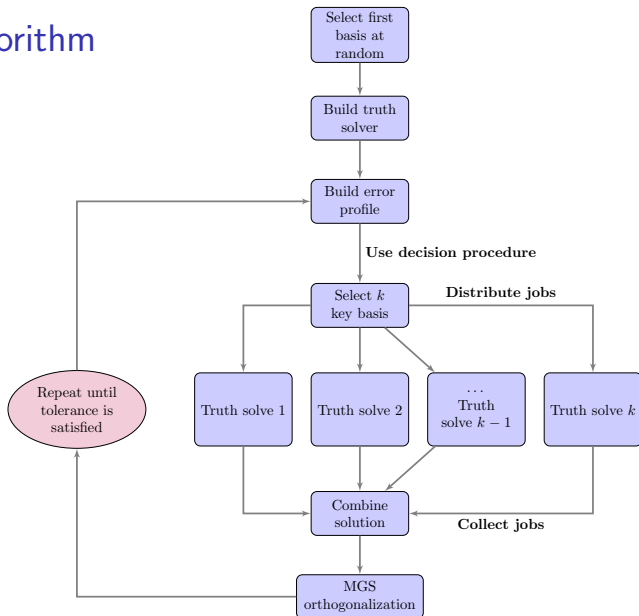 orithm
Select first
basis at
random
Build truth
solver
Build error
profile
Use decision procedure
Select k
key basis
Distribute jobs
Repeat until
tolerance is
satisfied
Truth solve 1
Truth solve 2
...
Truth
solve k − 1
Truth solve k
Combine
solution
Collect jobs
MGS
orthogonalization